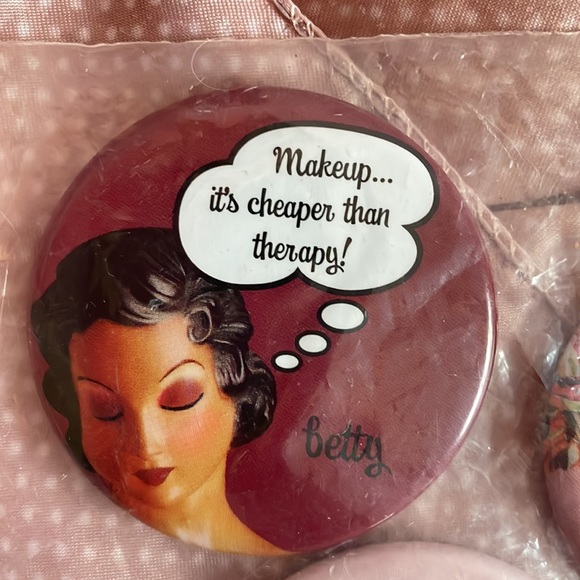 Makeup...
it's cheaper than
therapy!
betty